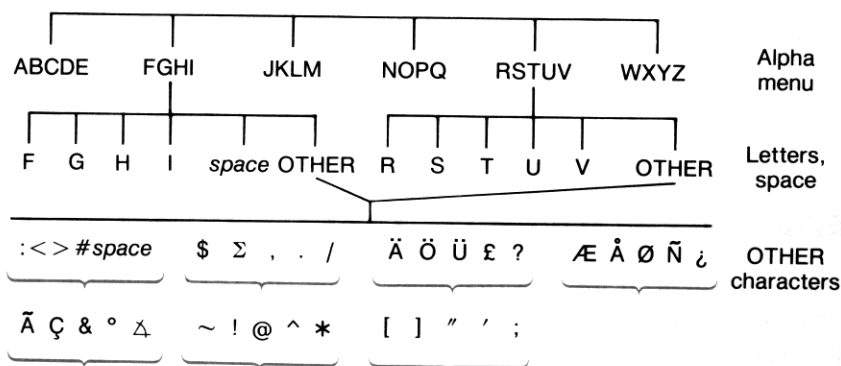 ABCDE FGHI JKLM NOPQ RSTUV WXYZ Alpha menu
F G H I space OTHER R S T U V OTHER Letters, space
: < > # space $ Σ , . / Ä Ö Ü £ ? Æ Å Ø Ñ ¿ OTHER characters
Ã Ç & ° ∡ ~ ! @ ^ * [ ] " ' ;